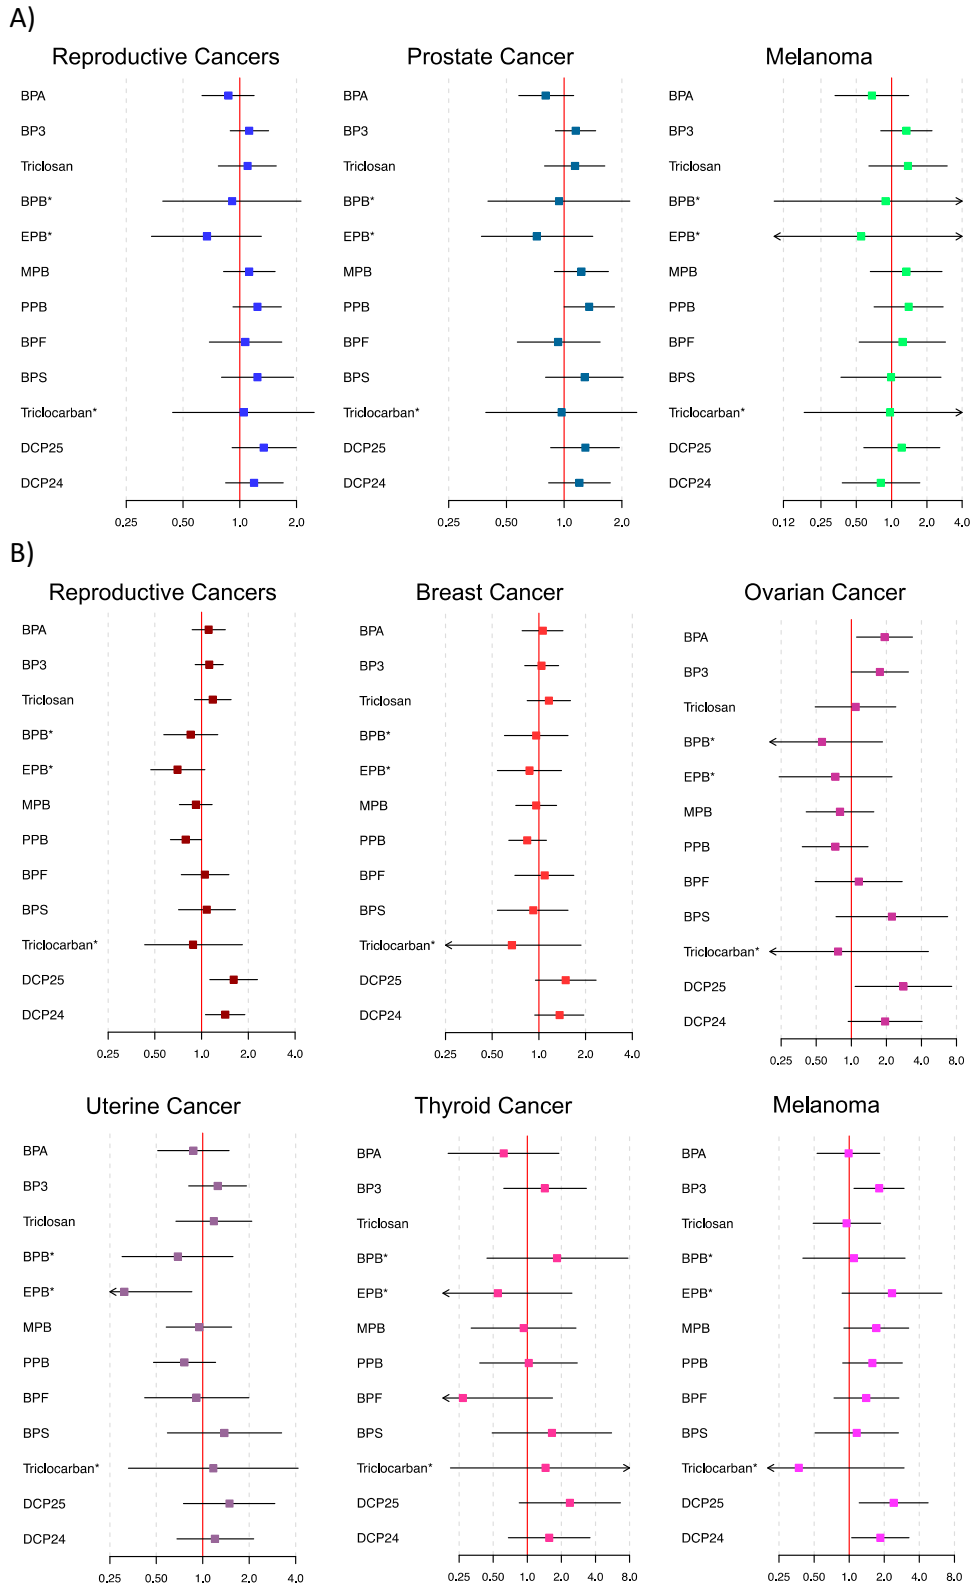 A)
Reproductive Cancers
BPA
BP3
Triclosan
BPB*
EPB*
MPB
PPB
BPF
BPS
Triclocarban*
DCP25
DCP24
0.25 0.50 1.0 2.0
Prostate Cancer
BPA
BP3
Triclosan
BPB*
EPB*
MPB
PPB
BPF
BPS
Triclocarban*
DCP25
DCP24
0.25 0.50 1.0 2.0
Melanoma
BPA
BP3
Triclosan
BPB*
EPB*
MPB
PPB
BPF
BPS
Triclocarban*
DCP25
DCP24
0.12 0.25 0.50 1.0 2.0 4.0
B)
Reproductive Cancers
BPA
BP3
Triclosan
BPB*
EPB*
MPB
PPB
BPF
BPS
Triclocarban*
DCP25
DCP24
0.25 0.50 1.0 2.0 4.0
Breast Cancer
BPA
BP3
Triclosan
BPB*
EPB*
MPB
PPB
BPF
BPS
Triclocarban*
DCP25
DCP24
0.25 0.50 1.0 2.0 4.0
Ovarian Cancer
BPA
BP3
Triclosan
BPB*
EPB*
MPB
PPB
BPF
BPS
Triclocarban*
DCP25
DCP24
0.25 0.50 1.0 2.0 4.0 8.0
Uterine Cancer
BPA
BP3
Triclosan
BPB*
EPB*
MPB
PPB
BPF
BPS
Triclocarban*
DCP25
DCP24
0.25 0.50 1.0 2.0 4.0
Thyroid Cancer
BPA
BP3
Triclosan
BPB*
EPB*
MPB
PPB
BPF
BPS
Triclocarban*
DCP25
DCP24
0.25 0.50 1.0 2.0 4.0 8.0
Melanoma
BPA
BP3
Triclosan
BPB*
EPB*
MPB
PPB
BPF
BPS
Triclocarban*
DCP25
DCP24
0.25 0.50 1.0 2.0 4.0 8.0